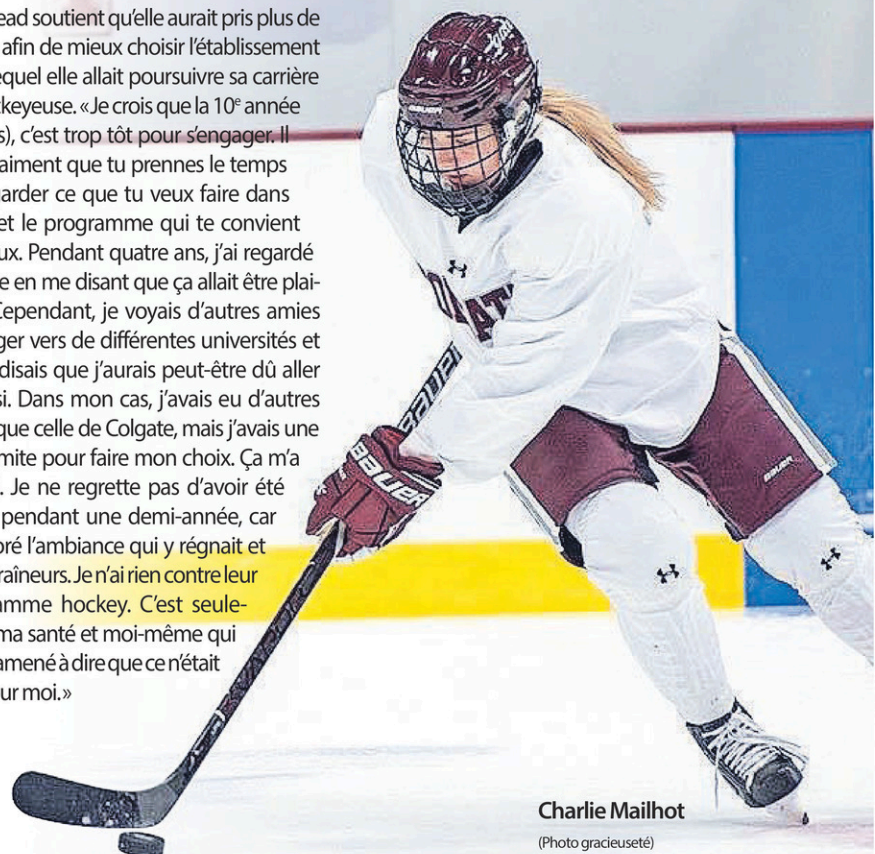 ead soutient qu'elle aurait pris plus de
afin de mieux choisir l'établissement
equel elle allait poursuivre sa carrière
ckeyeuse. «Je crois que la 10e année
s), c'est trop tôt pour s'engager. Il
aiment que tu prennes le temps
arder ce que tu veux faire dans
et le programme qui te convient
ux. Pendant quatre ans, j'ai regardé
e en me disant que ça allait être plai-
Cependant, je voyais d'autres amies
ger vers de différentes universités et
disais que j'aurais peut-être dû aller
si. Dans mon cas, j'avais eu d'autres
que celle de Colgate, mais j'avais une
mite pour faire mon choix. Ça m'a
. Je ne regrette pas d'avoir été
pendant une demi-année, car
oré l'ambiance qui y régnait et
raîneurs. Je n'ai rien contre leur
amme hockey. C'est seule-
ma santé et moi-même qui
amené à dire que ce n'était
ur moi.»
BAUER
BAUER
BAUER
Charlie Mailhot
(Photo gracieuseté)